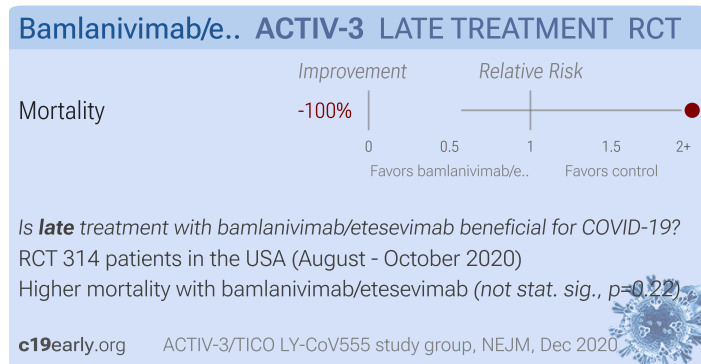 Bamlanivimab/e.. ACTIV-3 LATE TREATMENT RCT
Improvement Relative Risk
Mortality -100%
0 0.5 1 1.5 2+
Favors bamlanivimab/e.. Favors control
Is late treatment with bamlanivimab/etesevimab beneficial for COVID-19?
RCT 314 patients in the USA (August - October 2020)
Higher mortality with bamlanivimab/etesevimab (not stat. sig., p=0.22)
c19early.org ACTIV-3/TICO LY-CoV555 study group, NEJM, Dec 2020